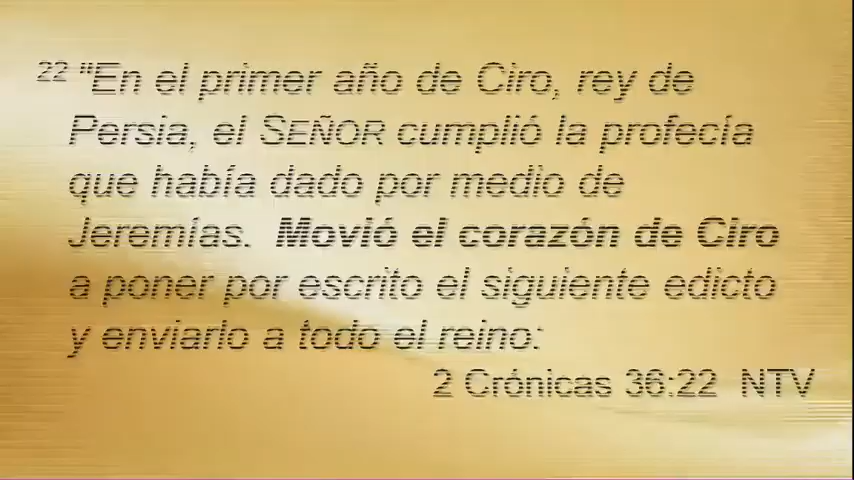 22 "En el primer año de Ciro, rey de
Persia, el SEÑOR cumplió la profecía
que había dado por medio de
Jeremías. Movió el corazón de Ciro
a poner por escrito el siguiente edicto
y enviarlo a todo el reino:
2 Crónicas 36:22 NTV